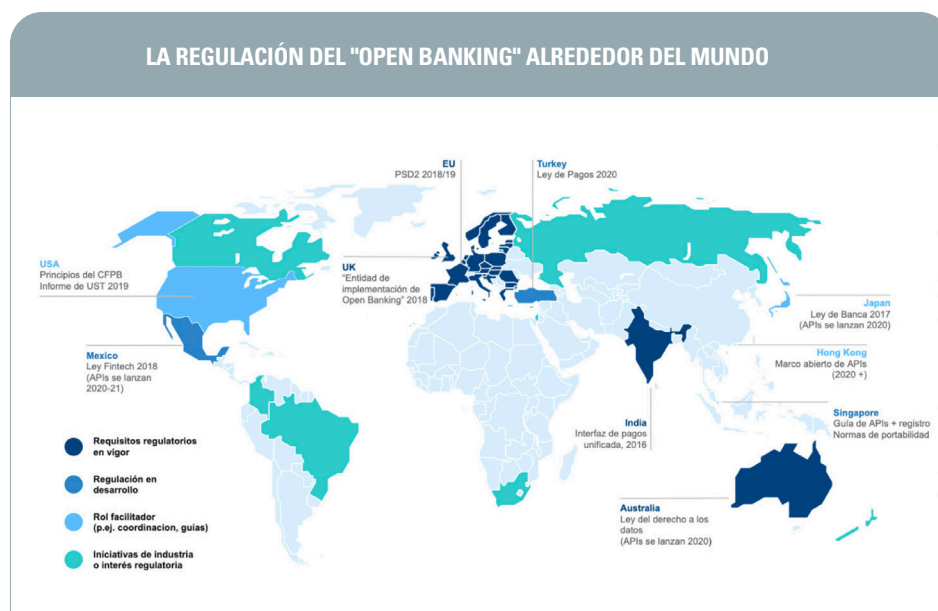 LA REGULACIÓN DEL "OPEN BANKING" ALREDEDOR DEL MUNDO
EU
PSD2 2018/19
Turkey
Ley de Pagos 2020
USA
Principios del CFPB
Informe de UST 2019
UK
"Entidad de
implementación de
Open Banking" 2018
Japan
Ley de Banca 2017
(APIs se lanzan 2020)
Mexico
Ley Fintech 2018
(APIs se lanzan
2020-21)
Hong Kong
Marco abierto de APIs
(2020 +)
India
Interfaz de pagos
unificada, 2016
Singapore
Guía de APIs + registro
Normas de portabilidad
Australia
Ley del derecho a los
datos
(APIs se lanzan 2020)
Requisitos regulatorios
en vigor
Regulación en
desarrollo
Rol facilitador
(p.ej. coordinacion, guías)
Iniciativas de industria
o interés regulatoria